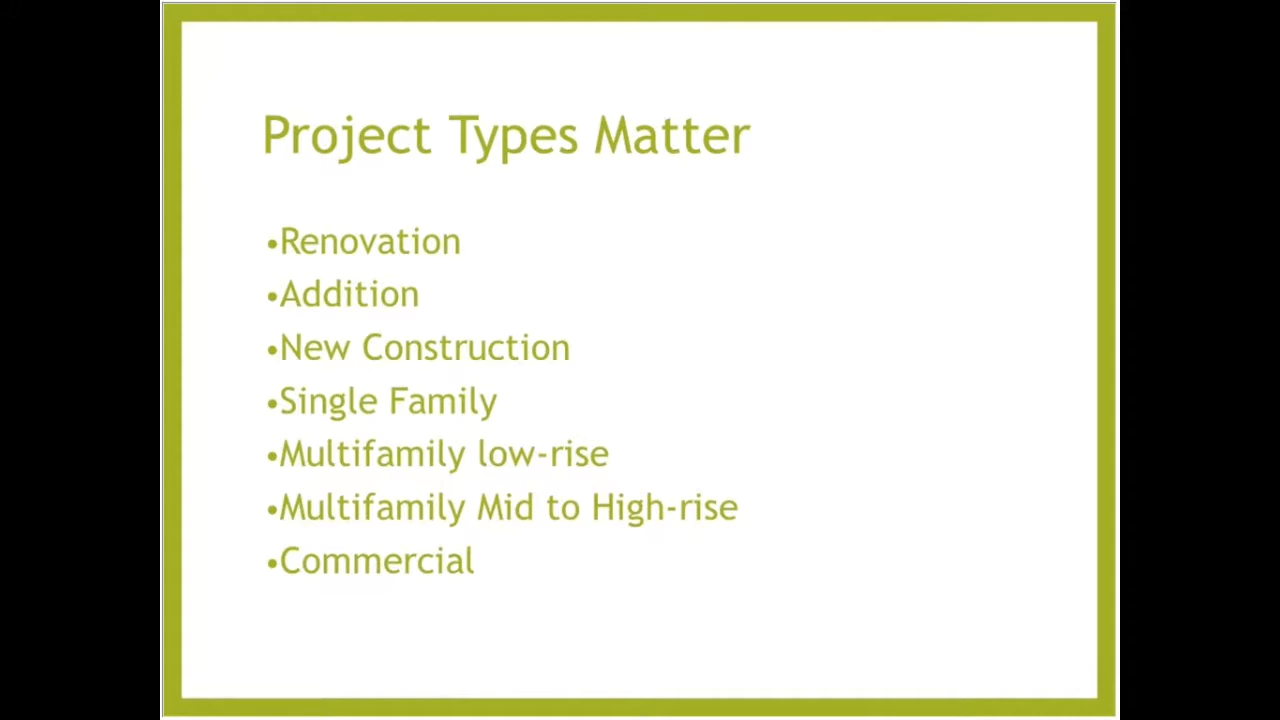 Project Types Matter
•Renovation
•Addition
•New Construction
•Single Family
•Multifamily low-rise
•Multifamily Mid to High-rise
•Commercial